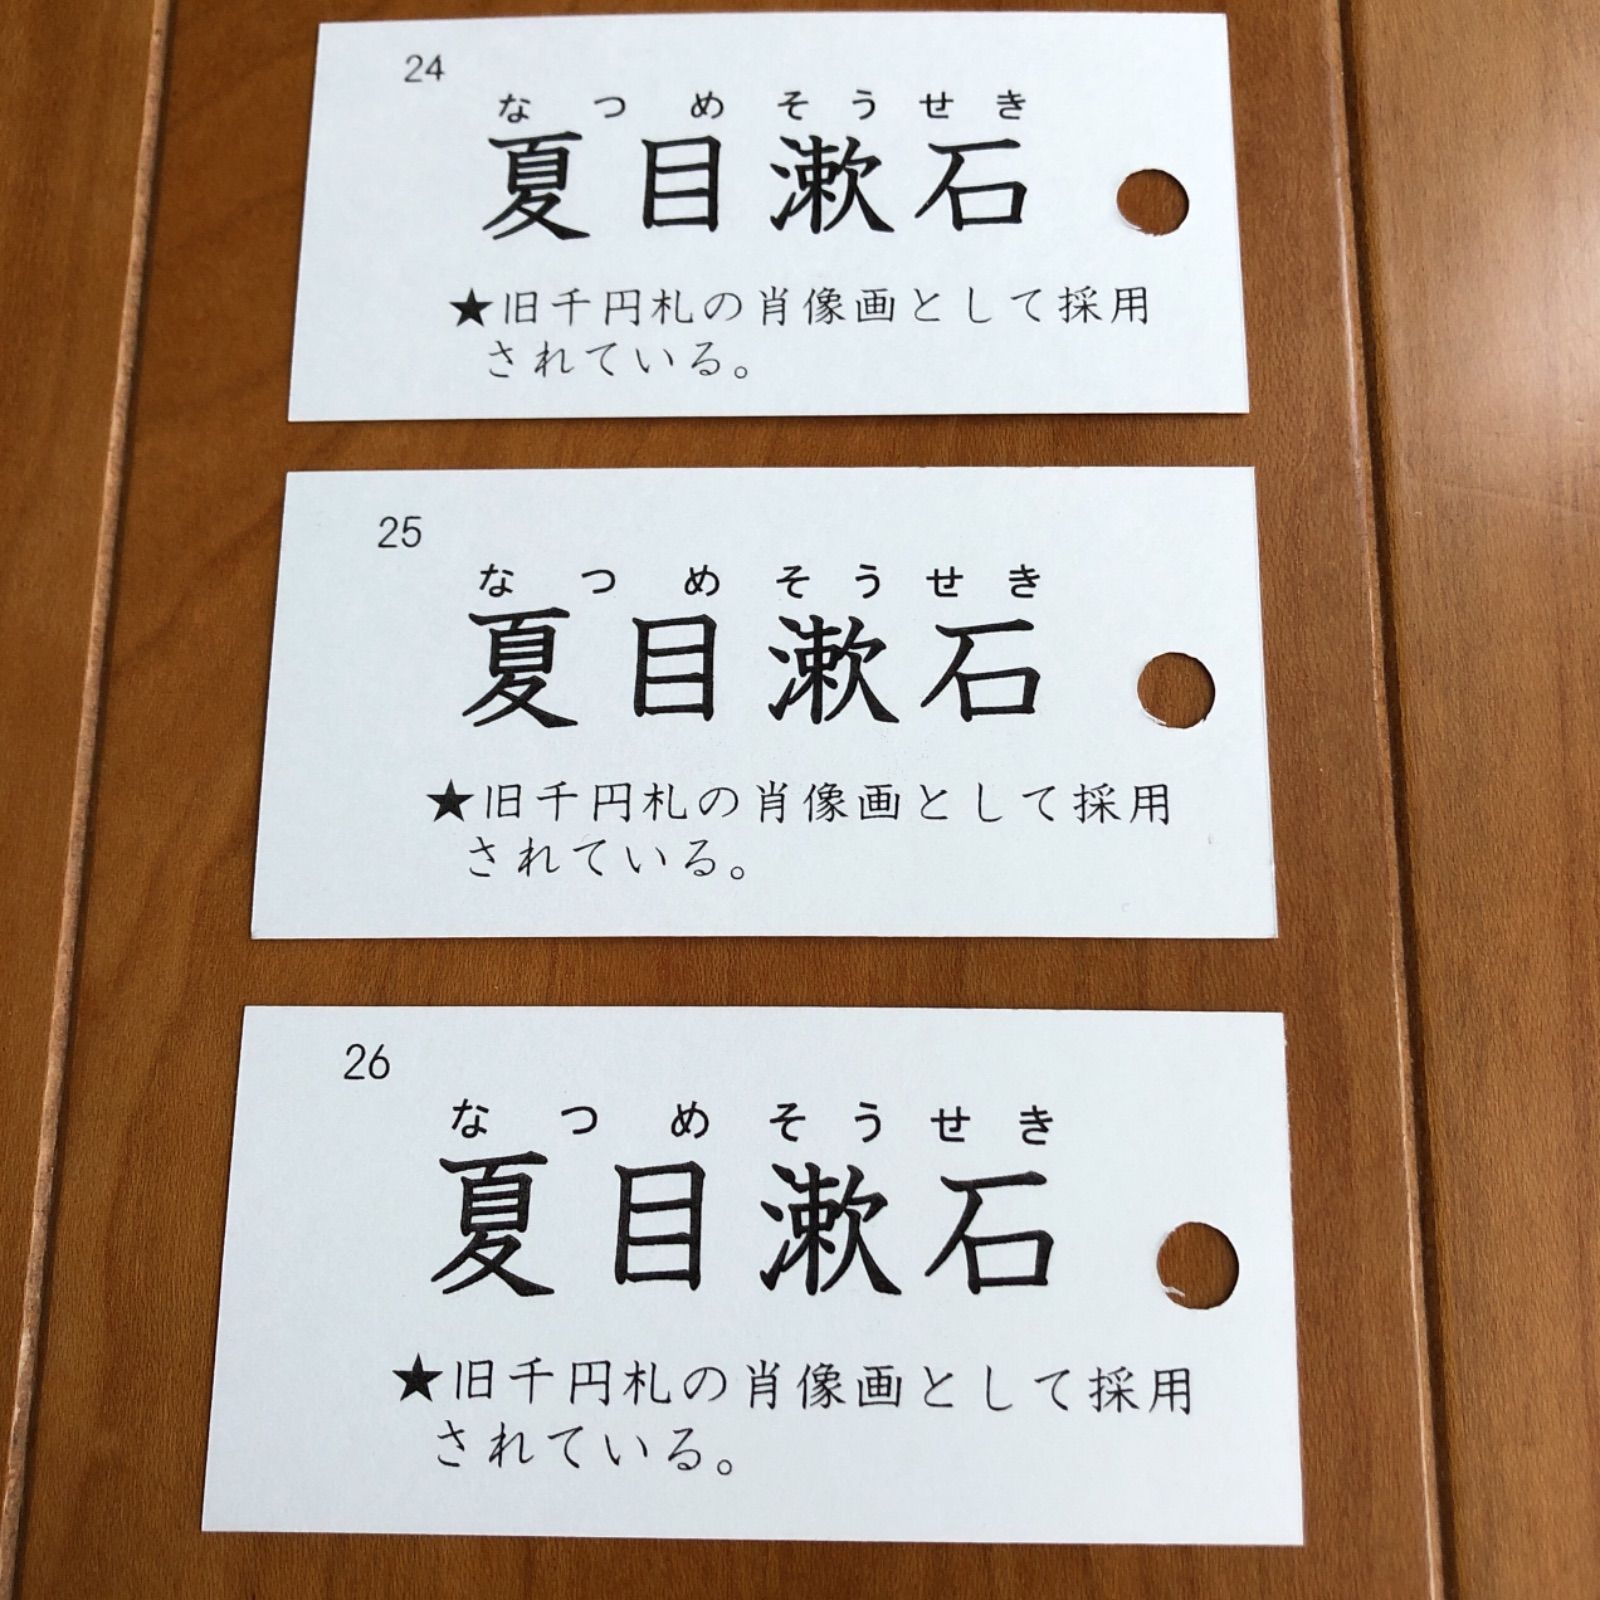 24
なつめそうせき
夏目漱石
★旧千円札の肖像画として採用
されている。
25
なつめそうせき
夏目漱石
★旧千円札の肖像画として採用
されている。
26
なつめそうせき
夏目漱石
★旧千円札の肖像画として採用
されている。